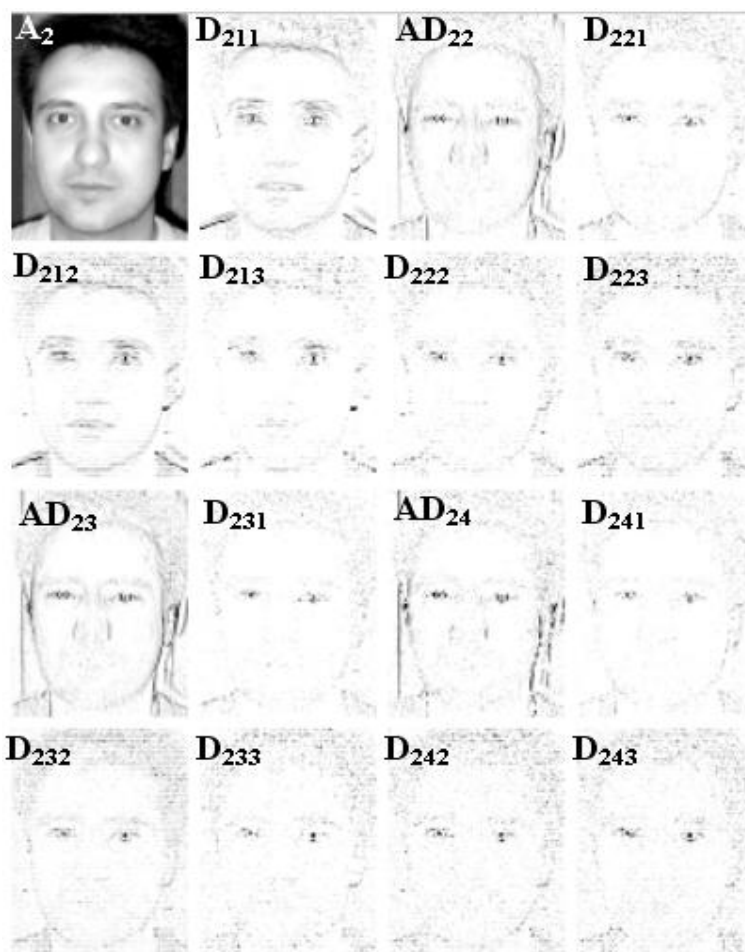 A₂ D₂₁₁ AD₂₂ D₂₂₁
D₂₁₂ D₂₁₃ D₂₂₂ D₂₂₃
AD₂₃ D₂₃₁ AD₂₄ D₂₄₁
D₂₃₂ D₂₃₃ D₂₄₂ D₂₄₃